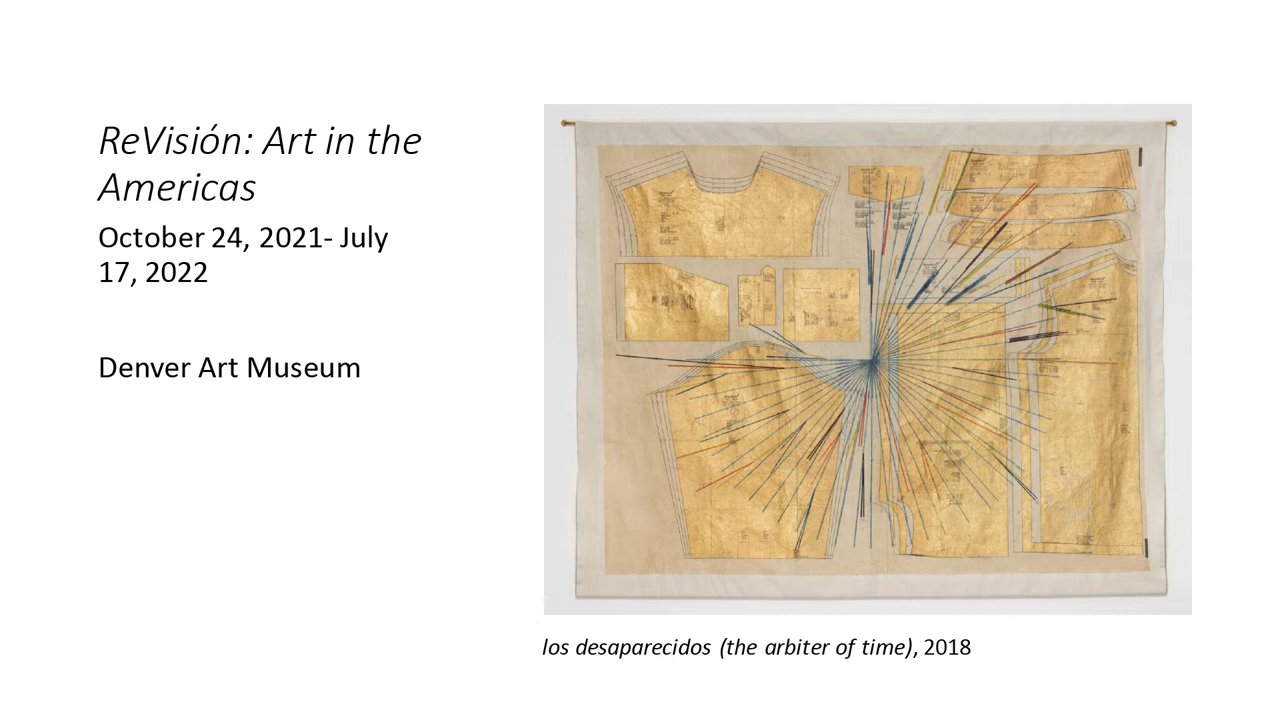 ReVisión: Art in the
Americas
October 24, 2021- July
17, 2022
Denver Art Museum
los desaparecidos (the arbiter of time), 2018